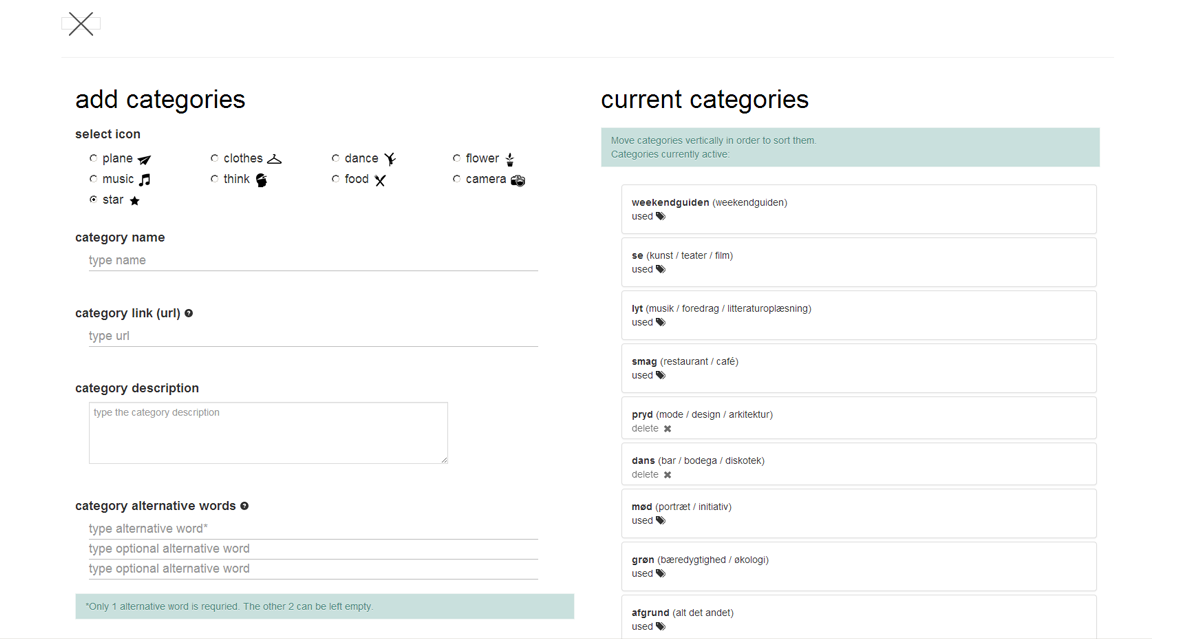 add categories
select icon
plane clothes dance flower
music think food camera
star
category name
type name
category link (url)
type url
category description
type the category description
category alternative words
type alternative word*
type optional alternative word
type optional alternative word
*Only 1 alternative word is requried. The other 2 can be left empty.
current categories
Move categories vertically in order to sort them.
Categories currently active:
weekendguiden (weekendguiden)
used
se (kunst / teater / film)
used
lyt (musik / foredrag / litteraturoplæsning)
used
smag (restaurant / café)
used
pryd (mode / design / arkitektur)
delete
dans (bar / bodega / diskotek)
delete
mød (portræt / initiativ)
used
grøn (bæredygtighed / økologi)
used
afgrund (alt det andet)
used